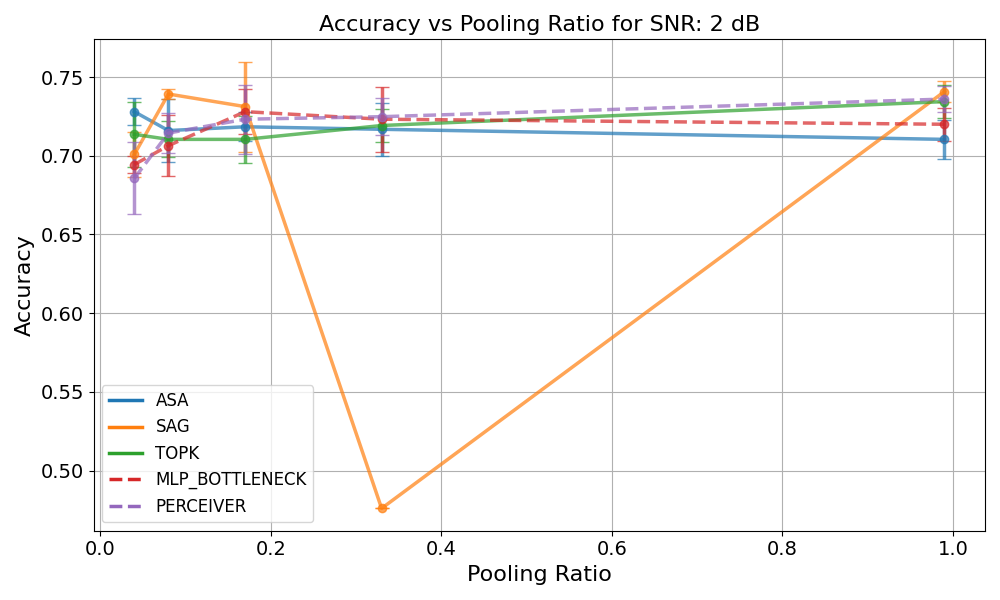 Accuracy vs Pooling Ratio for SNR: 2 dB
Accuracy
0.75
0.70
0.65
0.60
0.55
0.50
ASA
SAG
TOPK
MLP_BOTTLENECK
PERCEIVER
0.0 0.2 0.4 0.6 0.8 1.0
Pooling Ratio